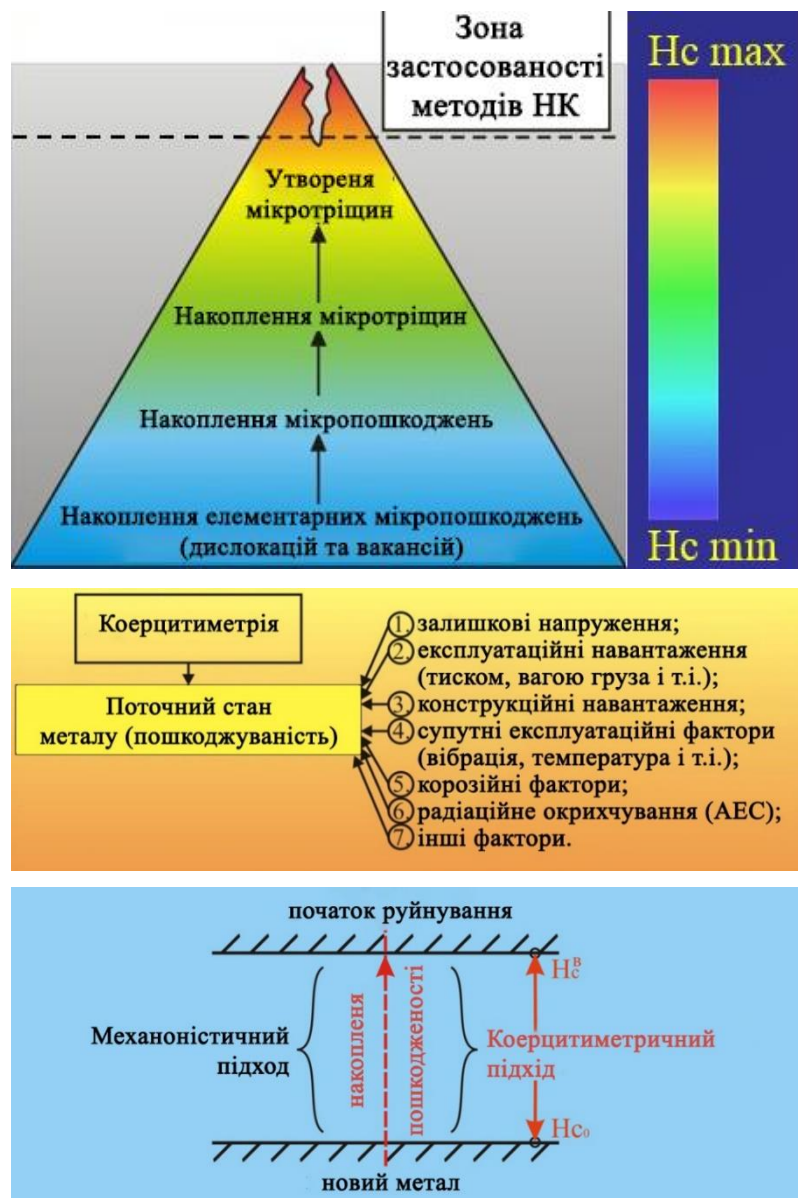 Зона
застосованості
методів НК
Hc max
Утвореня
мікротріщин
Накоплення мікротріщин
Накоплення мікропошкоджень
Накоплення елементарних мікропошкоджень
(дислокацій та вакансій)
Hc min
Коерцитиметрія
Поточний стан
металу (пошкоджуваність)
1. залишкові напруження;
2. експлуатаційні навантаження
(тиском, вагою груза і т.і.);
3. конструкційні навантаження;
4. супутні експлуатаційні фактори
(вібрація, температура і т.і.);
5. корозійні фактори;
6. радіаційне окрихчування (АЕС);
7. інші фактори.
початок руйнування
Механоністичний
підход
накопленя
пошкодженості
Коерцитиметричний
підхід
Hcв
Hc0
новий метал